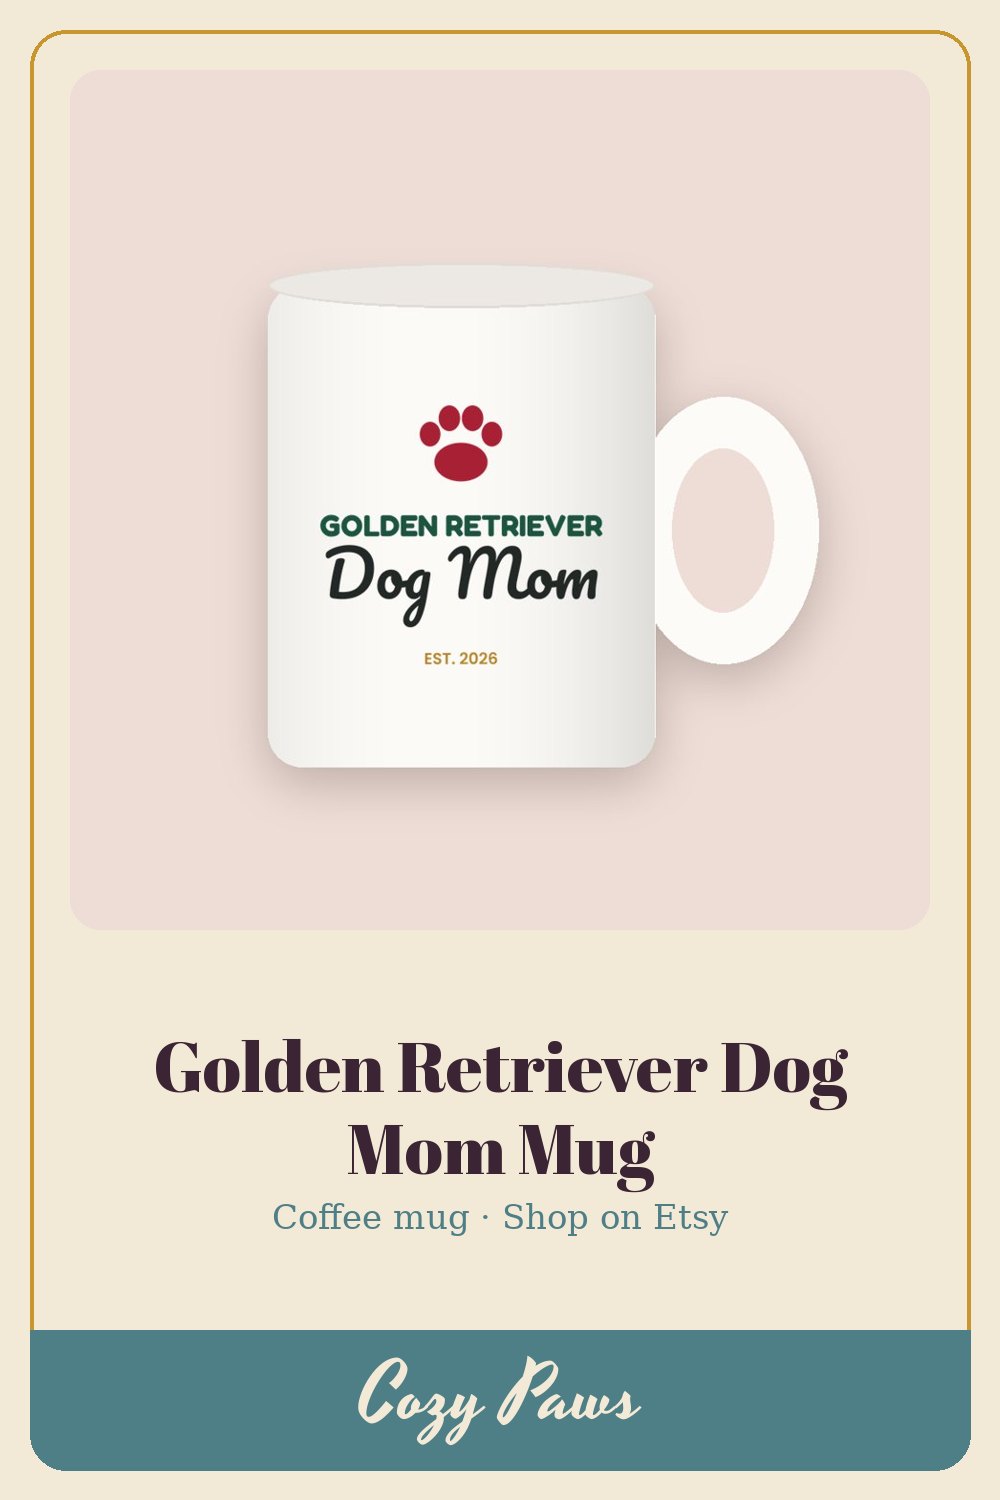 GOLDEN RETRIEVER
Dog Mom
EST. 2026
Golden Retriever Dog
Mom Mug
Coffee mug · Shop on Etsy
Cozy Paws